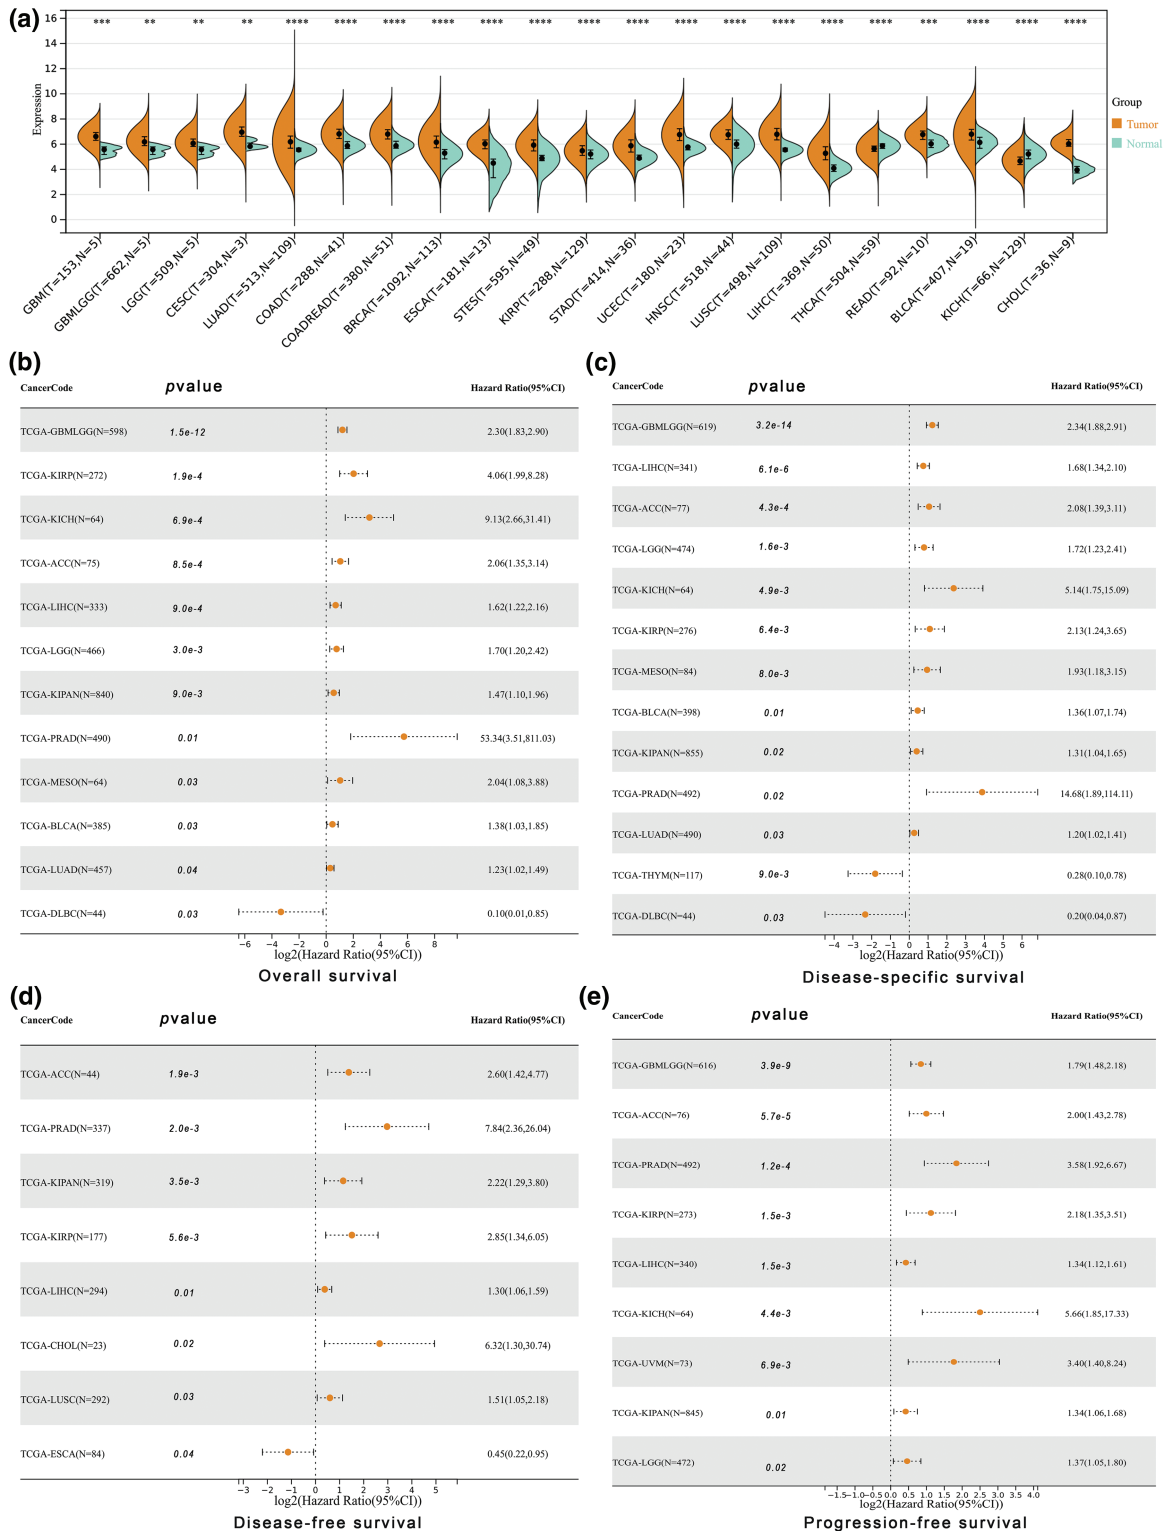 (a)
*** ** ** ** **** **** **** **** **** **** **** **** **** **** **** **** **** *** **** **** ****
Expression
16
14
12
10
8
6
4
2
0
Group
Tumor
Normal
GBM(T=153,N=5)
GBMLGG(T=662,N=5)
LGG(T=509,N=5)
CESC(T=304,N=3)
LUAD(T=513,N=109)
COAD(T=288,N=41)
COADREAD(T=380,N=51)
BRCA(T=1092,N=113)
ESCA(T=181,N=13)
STES(T=595,N=49)
KIRP(T=288,N=129)
STAD(T=414,N=36)
UCEC(T=180,N=23)
HNSC(T=518,N=44)
LUSC(T=498,N=109)
LIHC(T=369,N=50)
THCA(T=504,N=59)
READ(T=92,N=10)
BLCA(T=407,N=19)
KICH(T=66,N=129)
CHOL(T=36,N=9)
(b)
CancerCode pvalue Hazard Ratio(95%CI)
TCGA-GBMLGG(N=598) 1.5e-12 2.30(1.83,2.90)
TCGA-KIRP(N=272) 1.9e-4 4.06(1.99,8.28)
TCGA-KICH(N=64) 6.9e-4 9.13(2.66,31.41)
TCGA-ACC(N=75) 8.5e-4 2.06(1.35,3.14)
TCGA-LIHC(N=333) 9.0e-4 1.62(1.22,2.16)
TCGA-LGG(N=466) 3.0e-3 1.70(1.20,2.42)
TCGA-KIPAN(N=840) 9.0e-3 1.47(1.10,1.96)
TCGA-PRAD(N=490) 0.01 53.34(3.51,811.03)
TCGA-MESO(N=64) 0.03 2.04(1.08,3.88)
TCGA-BLCA(N=385) 0.03 1.38(1.03,1.85)
TCGA-LUAD(N=457) 0.04 1.23(1.02,1.49)
TCGA-DLBC(N=44) 0.03 0.10(0.01,0.85)
−6 −4 −2 0 2 4 6 8
log2(Hazard Ratio(95%CI))
Overall survival
(c)
CancerCode pvalue Hazard Ratio(95%CI)
TCGA-GBMLGG(N=619) 3.2e-14 2.34(1.88,2.91)
TCGA-LIHC(N=341) 6.1e-6 1.68(1.34,2.10)
TCGA-ACC(N=77) 4.3e-4 2.08(1.39,3.11)
TCGA-LGG(N=474) 1.6e-3 1.72(1.23,2.41)
TCGA-KICH(N=64) 4.9e-3 5.14(1.75,15.09)
TCGA-KIRP(N=276) 6.4e-3 2.13(1.24,3.65)
TCGA-MESO(N=84) 8.0e-3 1.93(1.18,3.15)
TCGA-BLCA(N=398) 0.01 1.36(1.07,1.74)
TCGA-KIPAN(N=855) 0.02 1.31(1.04,1.65)
TCGA-PRAD(N=492) 0.02 14.68(1.89,114.11)
TCGA-LUAD(N=490) 0.03 1.20(1.02,1.41)
TCGA-THYM(N=117) 9.0e-3 0.28(0.10,0.78)
TCGA-DLBC(N=44) 0.03 0.20(0.04,0.87)
−4 −3 −2 −1 0 1 2 3 4 6
log2(Hazard Ratio(95%CI))
Disease-specific survival
(d)
CancerCode pvalue Hazard Ratio(95%CI)
TCGA-ACC(N=44) 1.9e-3 2.60(1.42,4.77)
TCGA-PRAD(N=337) 2.0e-3 7.84(2.36,26.04)
TCGA-KIPAN(N=319) 3.5e-3 2.22(1.29,3.80)
TCGA-KIRP(N=177) 5.6e-3 2.85(1.34,6.05)
TCGA-LIHC(N=294) 0.01 1.30(1.06,1.59)
TCGA-CHOL(N=23) 0.02 6.32(1.30,30.74)
TCGA-LUSC(N=292) 0.03 1.51(1.05,2.18)
TCGA-ESCA(N=84) 0.04 0.45(0.22,0.95)
−3 −2 −1 0 1 2 3 4 5
log2(Hazard Ratio(95%CI))
Disease-free survival
(e)
CancerCode pvalue Hazard Ratio(95%CI)
TCGA-GBMLGG(N=616) 3.9e-9 1.79(1.48,2.18)
TCGA-ACC(N=76) 5.7e-5 2.00(1.43,2.78)
TCGA-PRAD(N=492) 1.2e-4 3.58(1.92,6.67)
TCGA-KIRP(N=273) 1.5e-3 2.18(1.35,3.51)
TCGA-LIHC(N=340) 1.5e-3 1.34(1.12,1.61)
TCGA-KICH(N=64) 4.4e-3 5.66(1.85,17.33)
TCGA-UVM(N=73) 6.9e-3 3.40(1.40,8.24)
TCGA-KIPAN(N=845) 0.01 1.34(1.06,1.68)
TCGA-LGG(N=472) 0.02 1.37(1.05,1.80)
−1.5−1.0−0.5 0.0 0.5 1.0 1.5 2.0 2.5 3.0 3.5 4.0
log2(Hazard Ratio(95%CI))
Progression-free survival